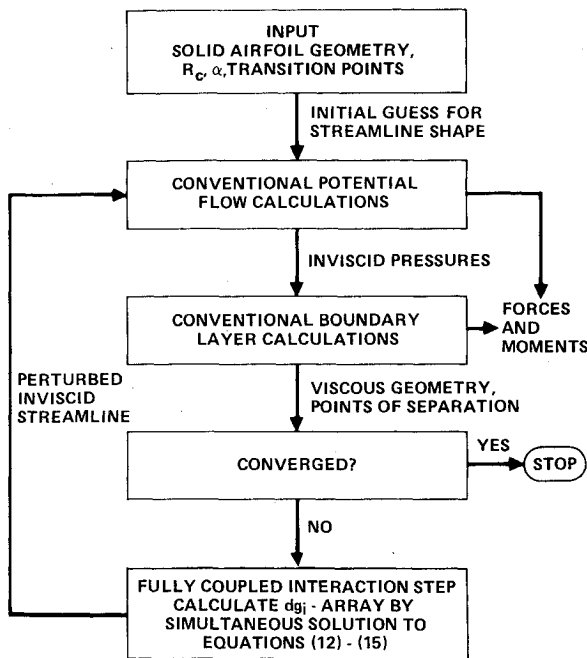 INPUT
SOLID AIRFOIL GEOMETRY,
Rc, α, TRANSITION POINTS
INITIAL GUESS FOR
STREAMLINE SHAPE
CONVENTIONAL POTENTIAL
FLOW CALCULATIONS
INVISCID PRESSURES
FORCES
AND
MOMENTS
CONVENTIONAL BOUNDARY
LAYER CALCULATIONS
PERTURBED
INVISCID
STREAMLINE
VISCOUS GEOMETRY,
POINTS OF SEPARATION
CONVERGED?
YES
STOP
NO
FULLY COUPLED INTERACTION STEP
CALCULATE dgi - ARRAY BY
SIMULTANEOUS SOLUTION TO
EQUATIONS (12) - (15)